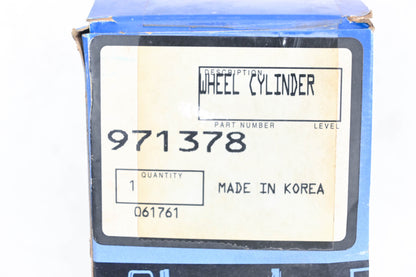 DESCRIPTION
WHEEL CYLINDER
PART NUMBER LEVEL
971378
QUANTITY
1
MADE IN KOREA
061761